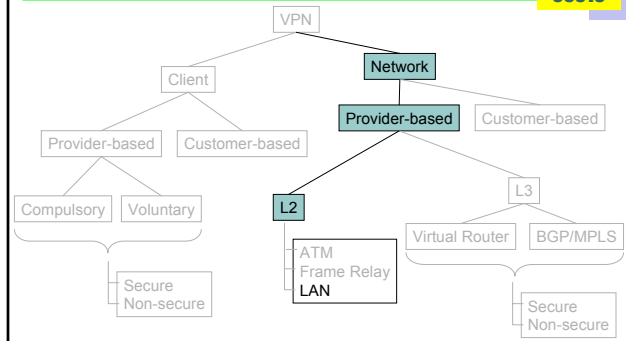 VPN
Client
Network
Provider-based
Customer-based
Provider-based
Customer-based
Compulsory
Voluntary
L2
L3
Virtual Router
BGP/MPLS
ATM
Frame Relay
LAN
Secure
Non-secure
Secure
Non-secure